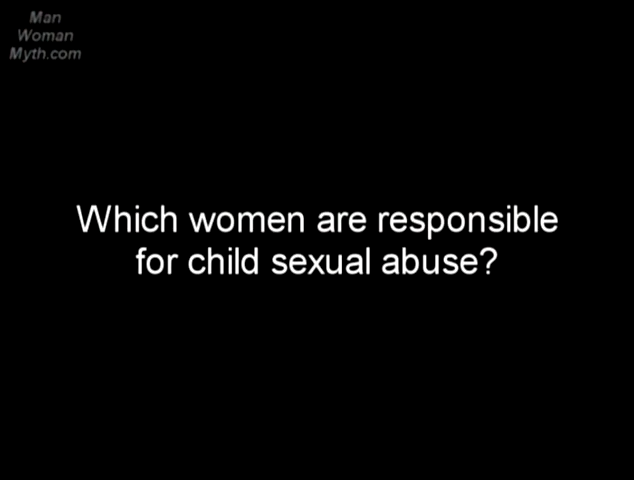 Man
Woman
Myth.com
Which women are responsible
for child sexual abuse?